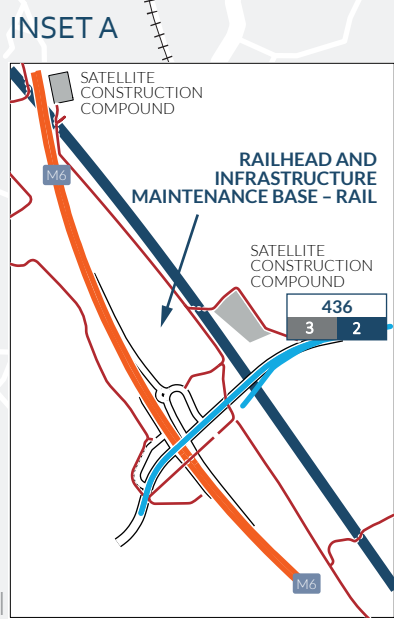 INSET A
SATELLITE
CONSTRUCTION
COMPOUND
M6
RAILHEAD AND
INFRASTRUCTURE
MAINTENANCE BASE – RAIL
SATELLITE
CONSTRUCTION
COMPOUND
436
3 2
M6